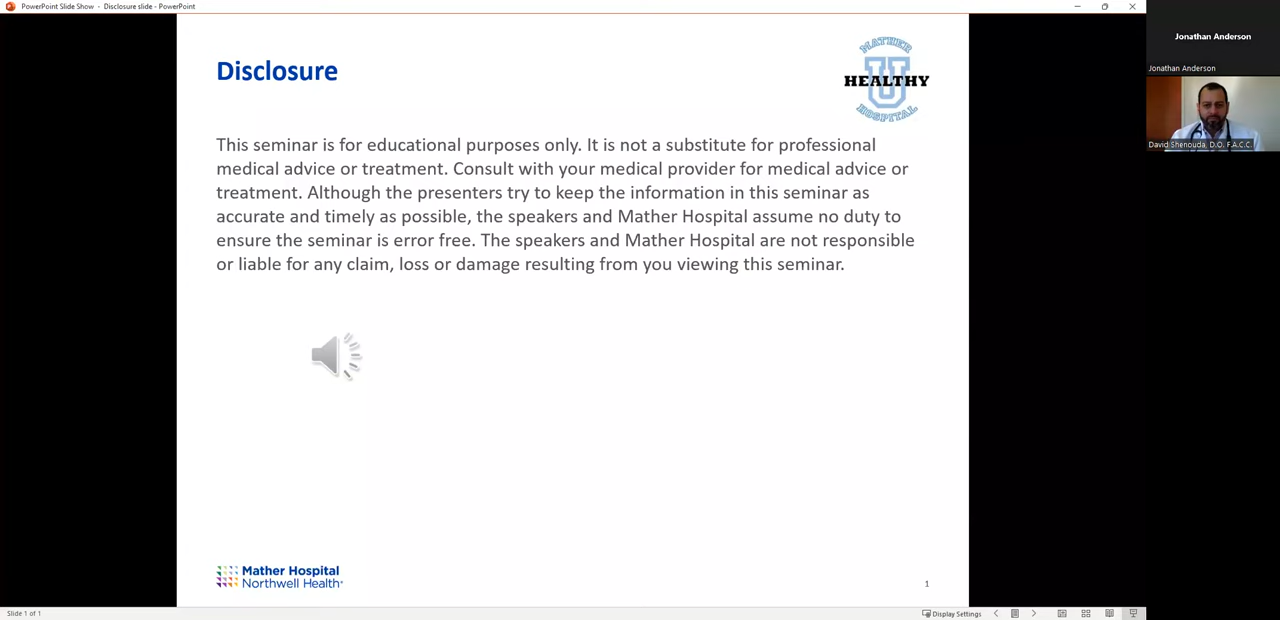 PowerPoint Slide Show - Disclosure slide - PowerPoint
Jonathan Anderson
Jonathan Anderson
David Shenouda, D.O. F.A.C.C.
Disclosure
MATHER
U
HEALTHY
HOSPITAL
This seminar is for educational purposes only. It is not a substitute for professional
medical advice or treatment. Consult with your medical provider for medical advice or
treatment. Although the presenters try to keep the information in this seminar as
accurate and timely as possible, the speakers and Mather Hospital assume no duty to
ensure the seminar is error free. The speakers and Mather Hospital are not responsible
or liable for any claim, loss or damage resulting from you viewing this seminar.
Mather Hospital
Northwell Health
1
Slide 1 of 1
Display Settings